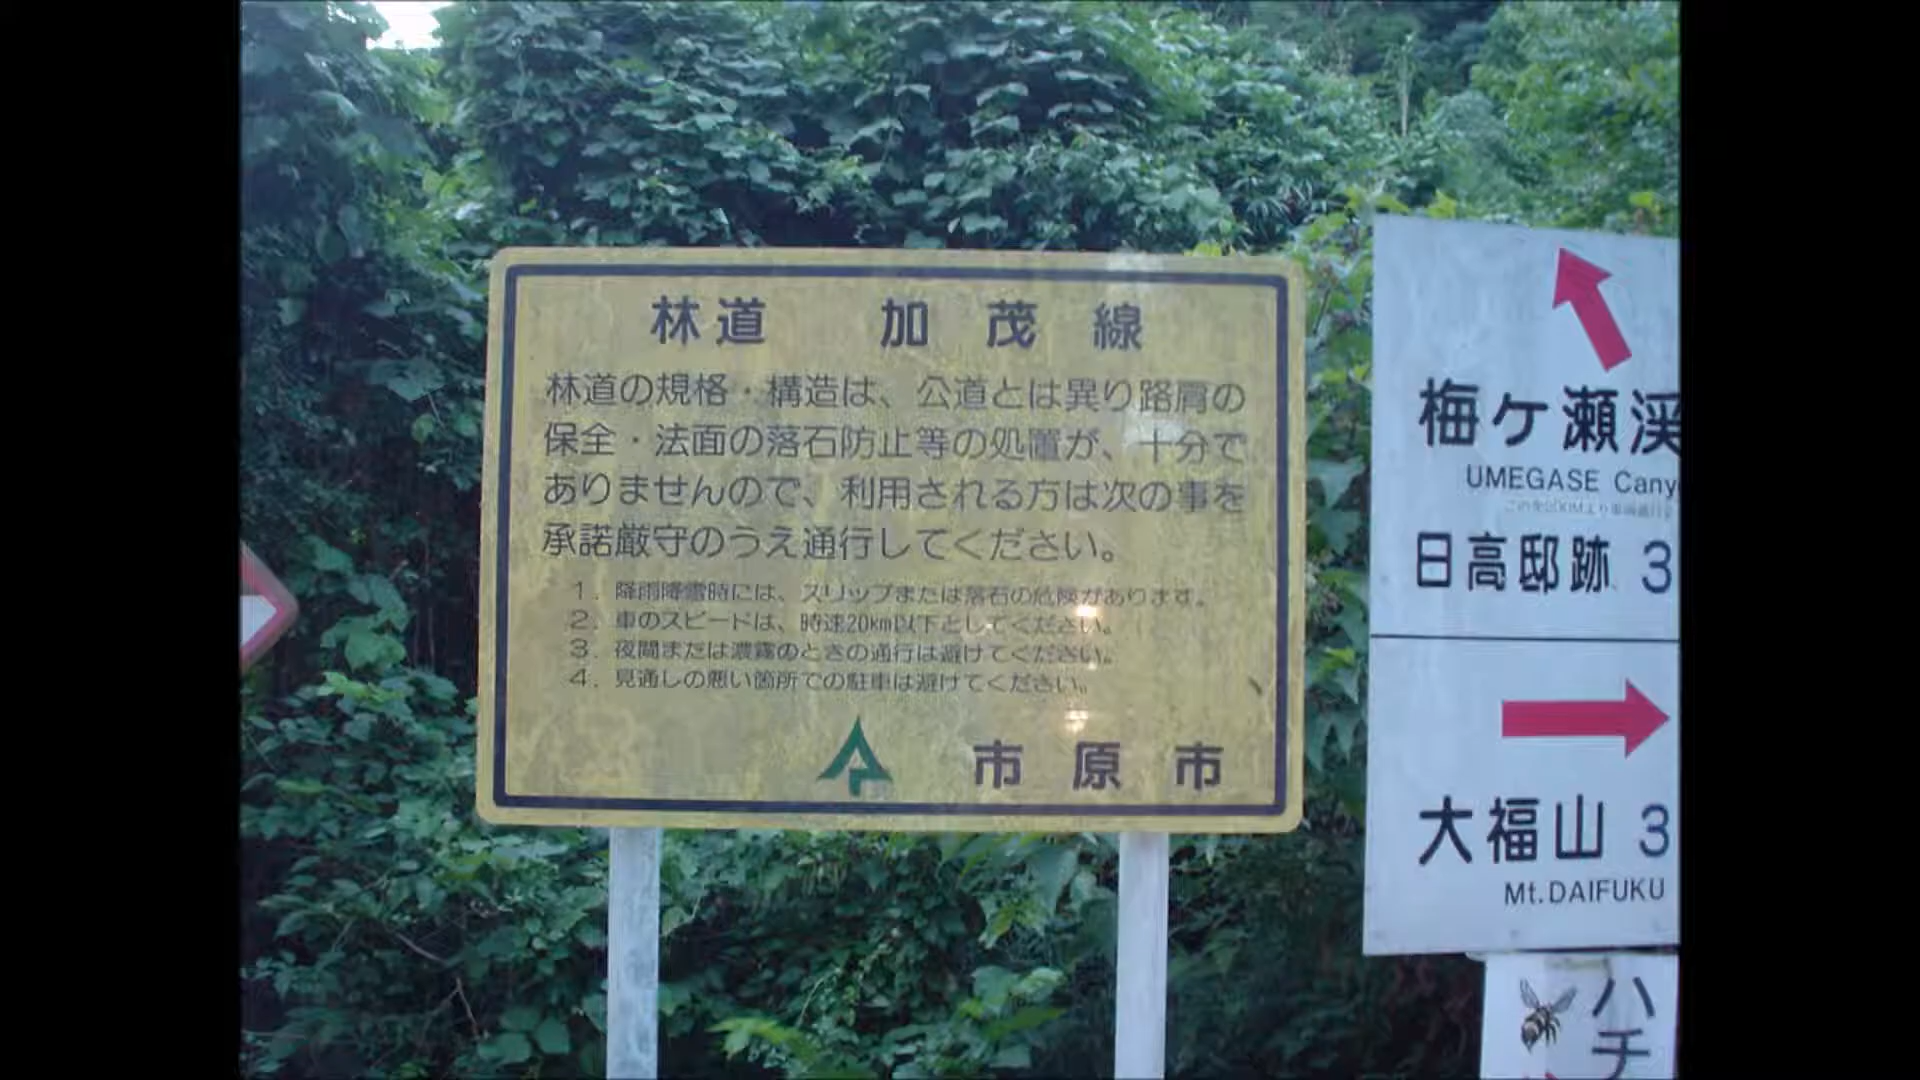 林道 加茂線
林道の規格・構造は、公道とは異り路肩の
保全・法面の落石防止等の処置が、十分で
ありませんので、利用される方は次の事を
承諾厳守のうえ通行してください。
1. 降雨降雪時には、スリップまたは落石の危険があります。
2. 車のスピードは、時速20km以下としてください。
3. 夜間または濃霧のときの通行は避けてください。
4. 見通しの悪い箇所での駐車は避けてください。
市原市
梅ケ瀬渓
UMEGASE Cany
日高邸跡 3
大福山 3
Mt.DAIFUKU
ハチ